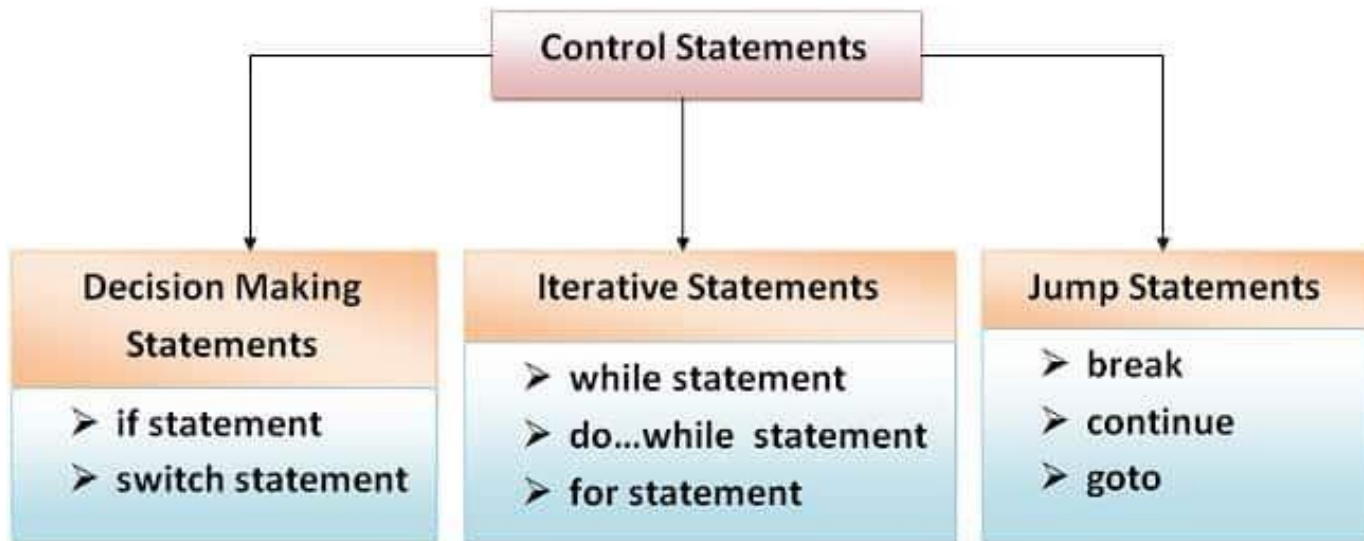 Control Statements
Decision Making
Statements
➢ if statement
➢ switch statement
Iterative Statements
➢ while statement
➢ do...while statement
➢ for statement
Jump Statements
➢ break
➢ continue
➢ goto